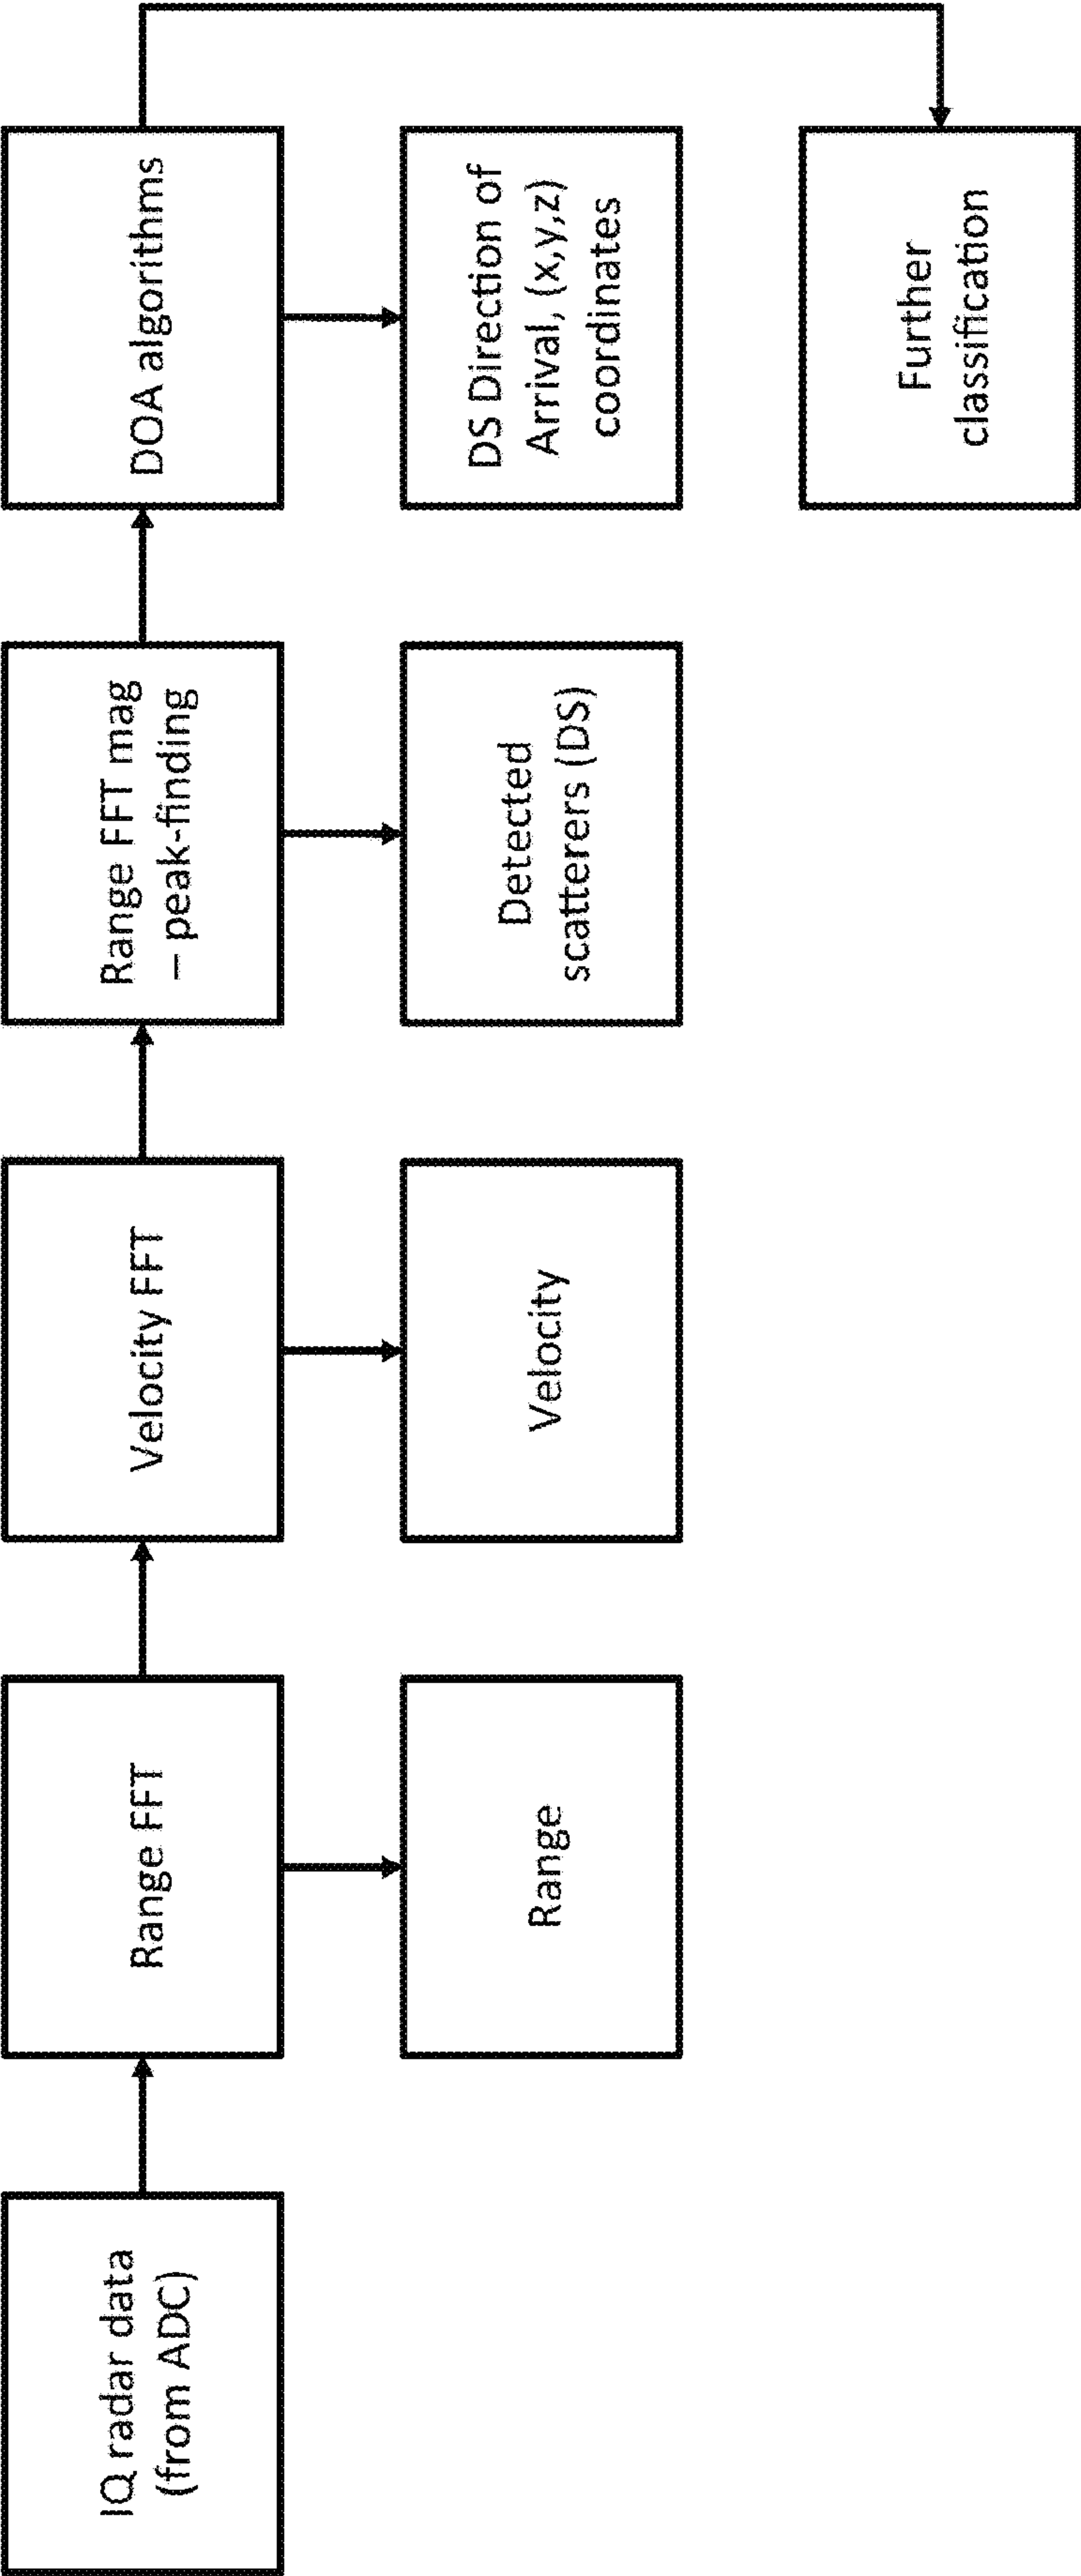 IQ radar data
(from ADC)
Range FFT
Velocity FFT
Range FFT mag
– peak-finding
DOA algorithms
Range
Velocity
Detected
scatterers (DS)
DS Direction of
Arrival, (x,y,z)
coordinates
Further
classification